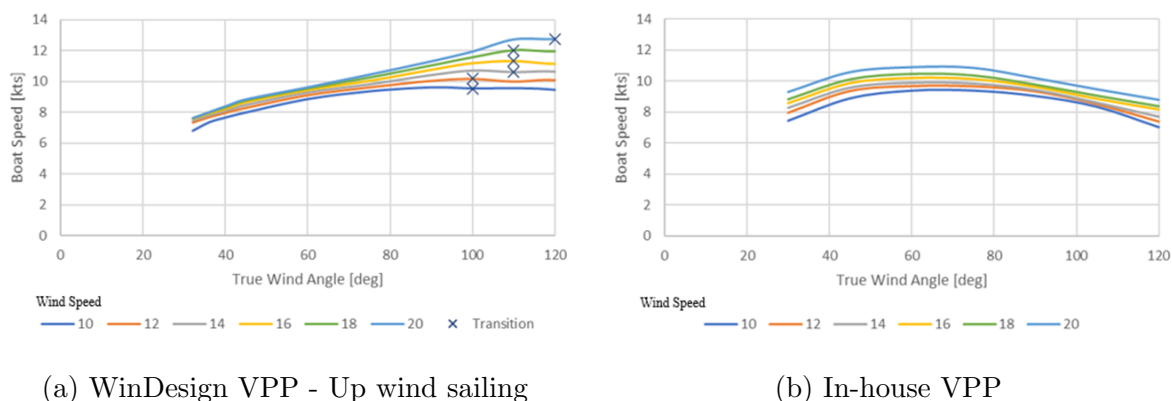 14
12
10
8
6
4
2
0
Boat Speed [kts]
0 20 40 60 80 100 120
True Wind Angle [deg]
Wind Speed
10 12 14 16 18 20 Transition
(a) WinDesign VPP - Up wind sailing
14
12
10
8
6
4
2
0
Boat Speed [kts]
0 20 40 60 80 100 120
True Wind Angle [deg]
Wind Speed
10 12 14 16 18 20
(b) In-house VPP